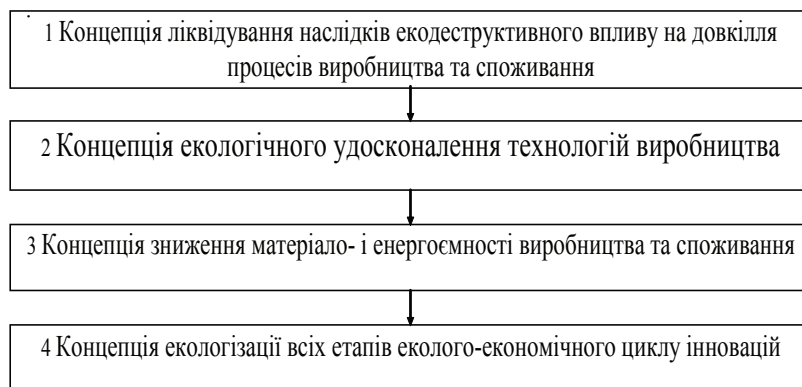 1 Концепція ліквідування наслідків екодеструктивного впливу на довкілля
процесів виробництва та споживання
2 Концепція екологічного удосконалення технологій виробництва
3 Концепція зниження матеріало- і енергоємності виробництва та споживання
4 Концепція екологізації всіх етапів еколого-економічного циклу інновацій